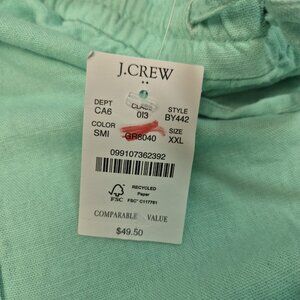 J.CREW
DEPT CLASS STYLE
CA6 013 BY442
COLOR SIZE
SMI GR6040 XXL
099107362392
FSC
RECYCLED
Paper
FSC® C117781
COMPARABLE VALUE
$49.50